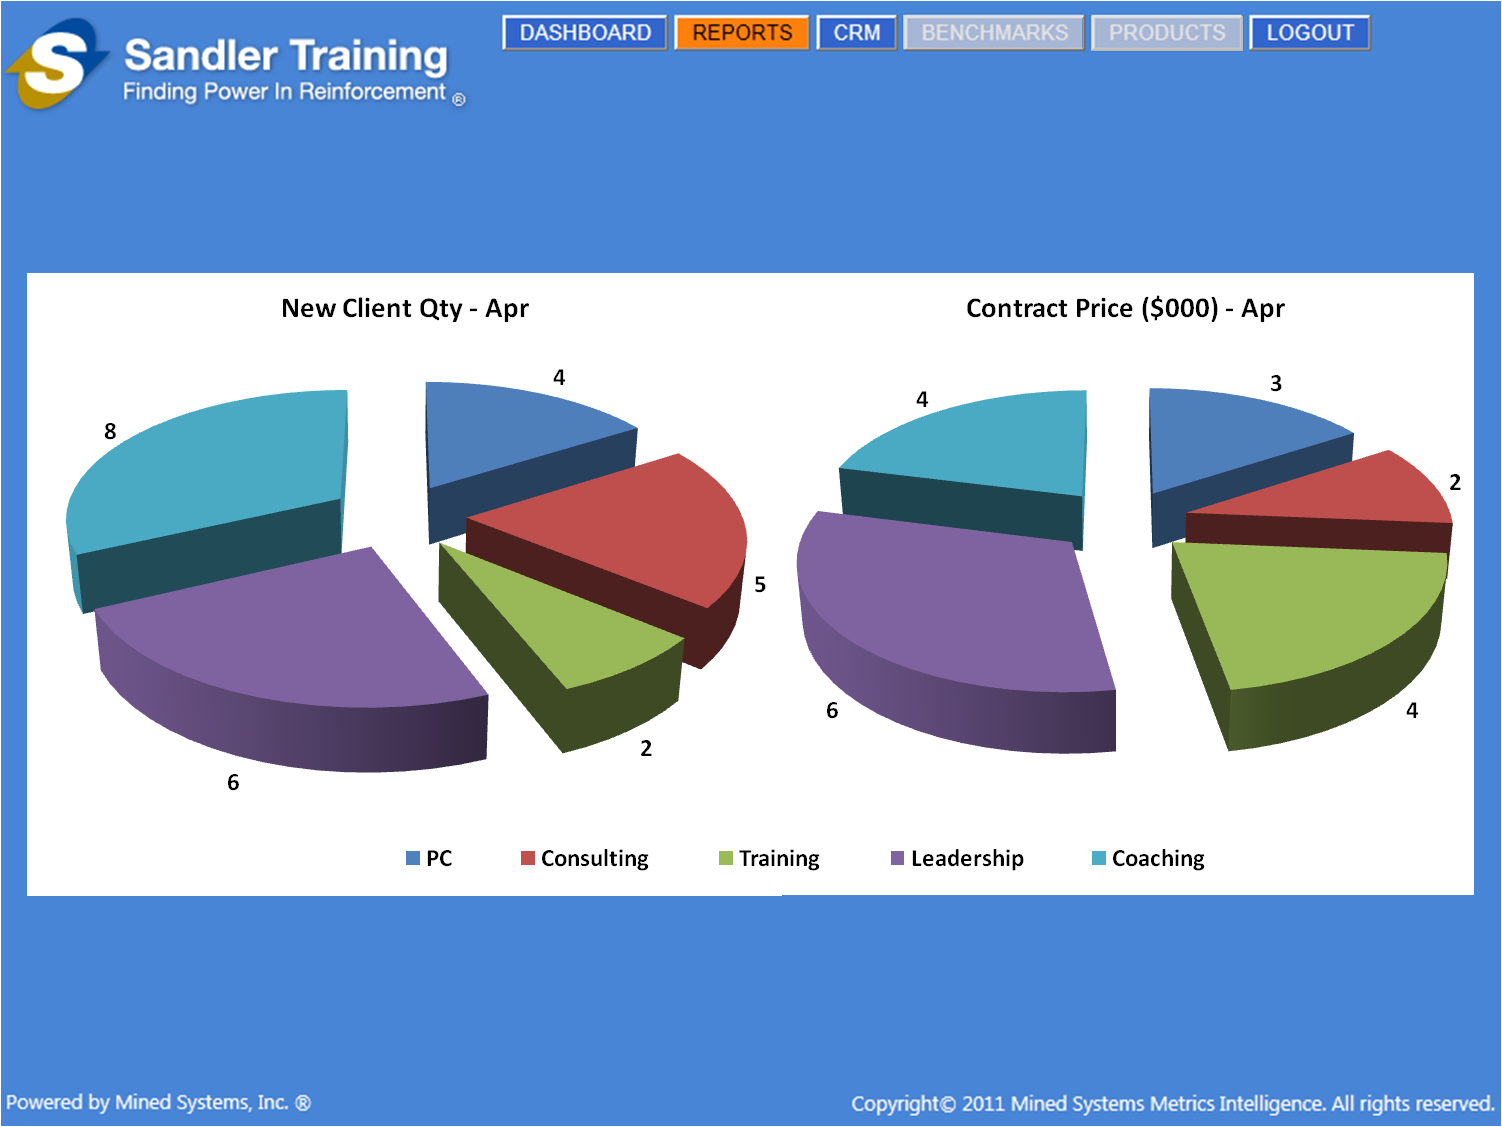 S
Sandler Training
Finding Power In Reinforcement ®
DASHBOARD REPORTS CRM BENCHMARKS PRODUCTS LOGOUT
New Client Qty - Apr
4
8
5
2
6
Contract Price ($000) - Apr
3
4
2
6
4
PC Consulting Training Leadership Coaching
Powered by Mined Systems, Inc. ®
Copyright© 2011 Mined Systems Metrics Intelligence. All rights reserved.